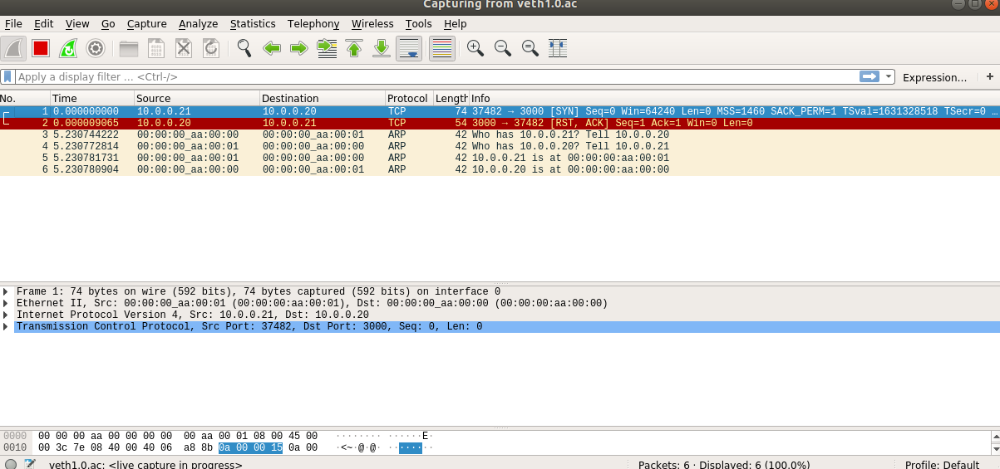 Capturing from veth1.0.ac
File Edit View Go Capture Analyze Statistics Telephony Wireless Tools Help
Apply a display filter ... <Ctrl-/> Expression... +
No. Time Source Destination Protocol Length Info
1 0.000000000 10.0.0.21 10.0.0.20 TCP 74 37482 → 3000 [SYN] Seq=0 Win=64240 Len=0 MSS=1460 SACK_PERM=1 TSval=1631328518 TSecr=0 ...
2 0.000009065 10.0.0.20 10.0.0.21 TCP 54 3000 → 37482 [RST, ACK] Seq=1 Ack=1 Win=0 Len=0
3 5.230744222 00:00:00_aa:00:00 00:00:00_aa:00:01 ARP 42 Who has 10.0.0.21? Tell 10.0.0.20
4 5.230772814 00:00:00_aa:00:01 00:00:00_aa:00:00 ARP 42 Who has 10.0.0.20? Tell 10.0.0.21
5 5.230781731 00:00:00_aa:00:01 00:00:00_aa:00:00 ARP 42 10.0.0.21 is at 00:00:00:aa:00:01
6 5.230780904 00:00:00_aa:00:00 00:00:00_aa:00:01 ARP 42 10.0.0.20 is at 00:00:00:aa:00:00
Frame 1: 74 bytes on wire (592 bits), 74 bytes captured (592 bits) on interface 0
Ethernet II, Src: 00:00:00_aa:00:01 (00:00:00:aa:00:01), Dst: 00:00:00_aa:00:00 (00:00:00:aa:00:00)
Internet Protocol Version 4, Src: 10.0.0.21, Dst: 10.0.0.20
Transmission Control Protocol, Src Port: 37482, Dst Port: 3000, Seq: 0, Len: 0
0000 00 00 00 aa 00 00 00 00 00 aa 00 01 08 00 45 00 ········ ······E·
0010 00 3c 7e 08 40 00 40 06 a8 8b 0a 00 00 15 0a 00 ·<~·@·@· ········
veth1.0.ac: <live capture in progress> Packets: 6 · Displayed: 6 (100.0%) Profile: Default